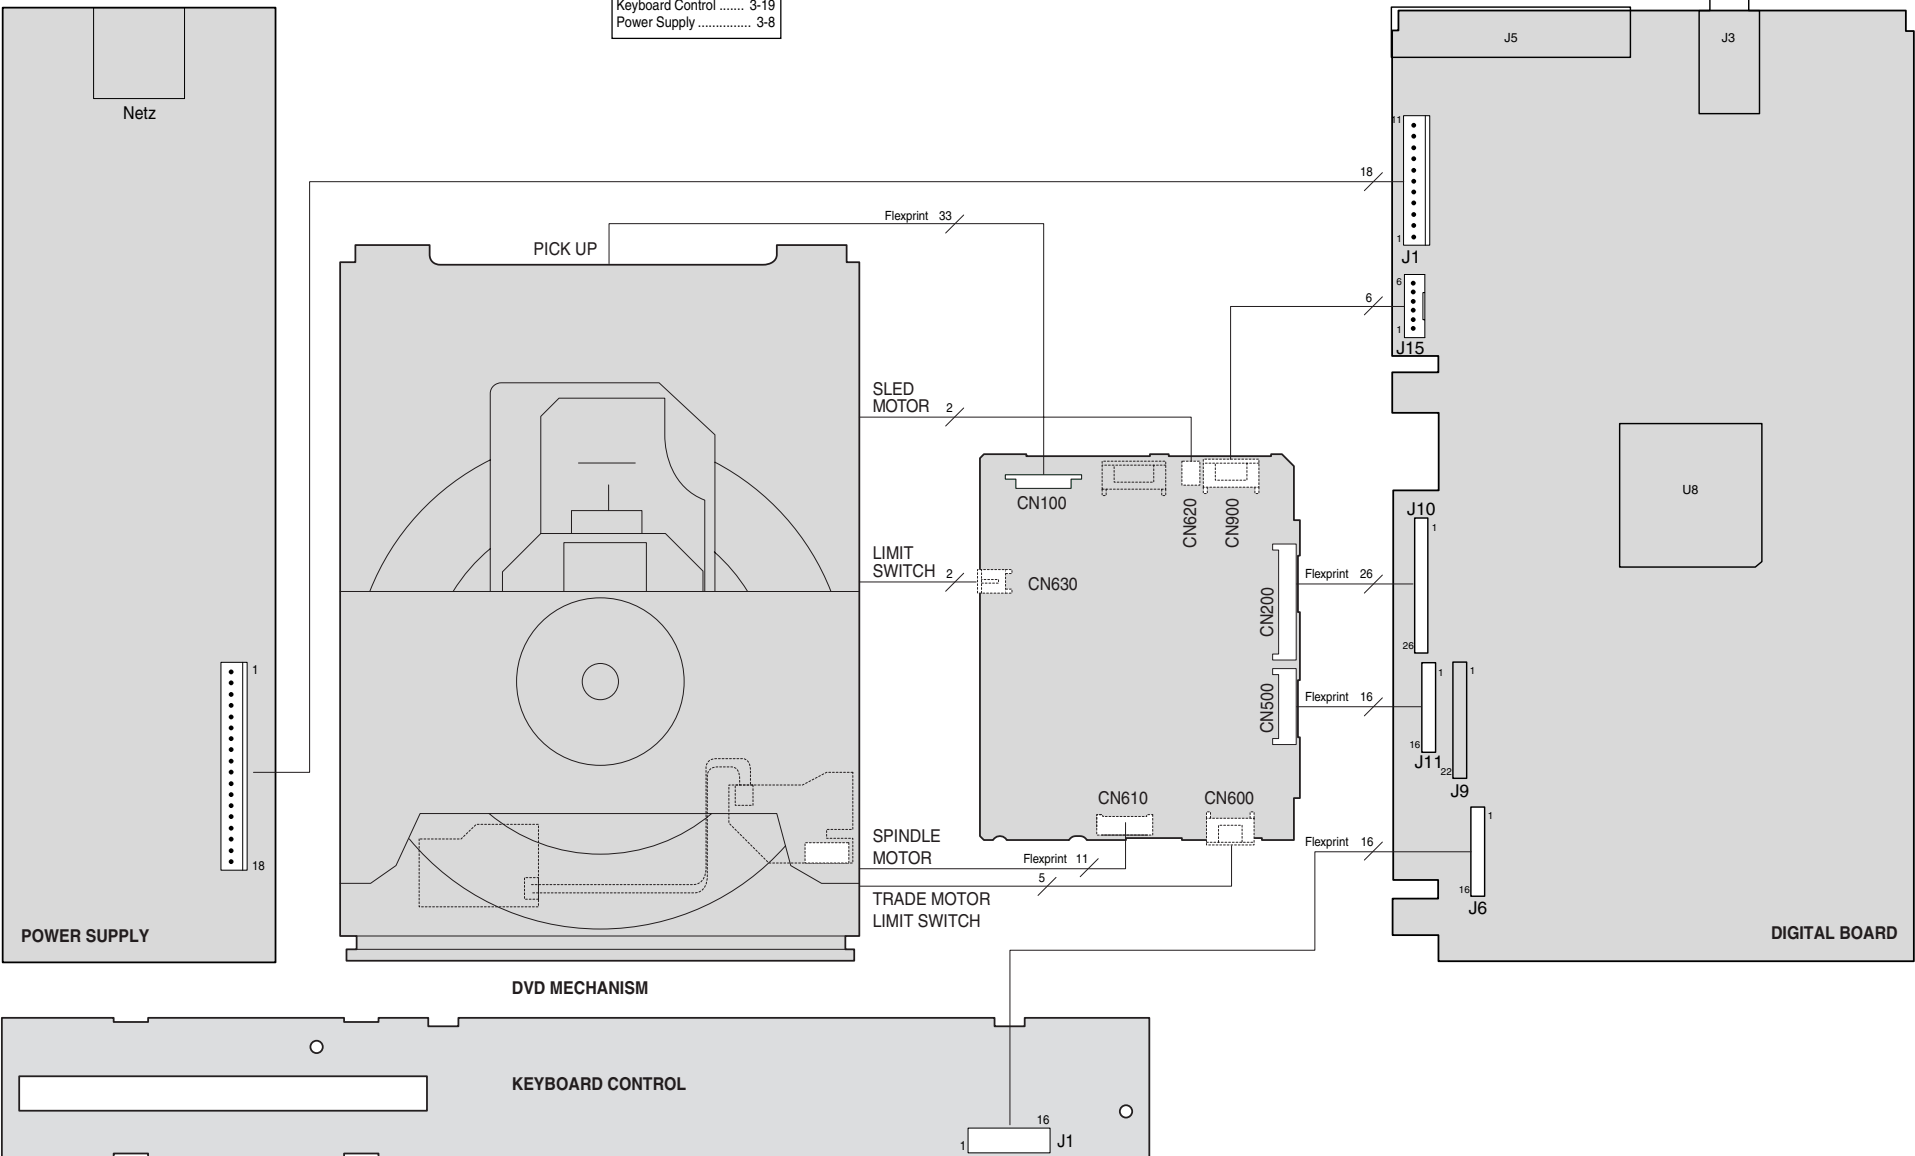 Keyboard Control ....... 3-19
Power Supply ............... 3-8
J5
J3
Netz
11
18
1
J1
Flexprint 33
PICK UP
6
6
1
J15
SLED
MOTOR 2
U8
CN100
CN620
CN900
J10
1
LIMIT
SWITCH 2
CN630
Flexprint 26
CN200
26
1
1
1
CN500
Flexprint 16
16
J11
22
J9
CN610
CN600
1
SPINDLE
MOTOR
Flexprint 11
Flexprint 16
18
5
16
TRADE MOTOR
LIMIT SWITCH
J6
POWER SUPPLY
DIGITAL BOARD
DVD MECHANISM
KEYBOARD CONTROL
16
1
J1